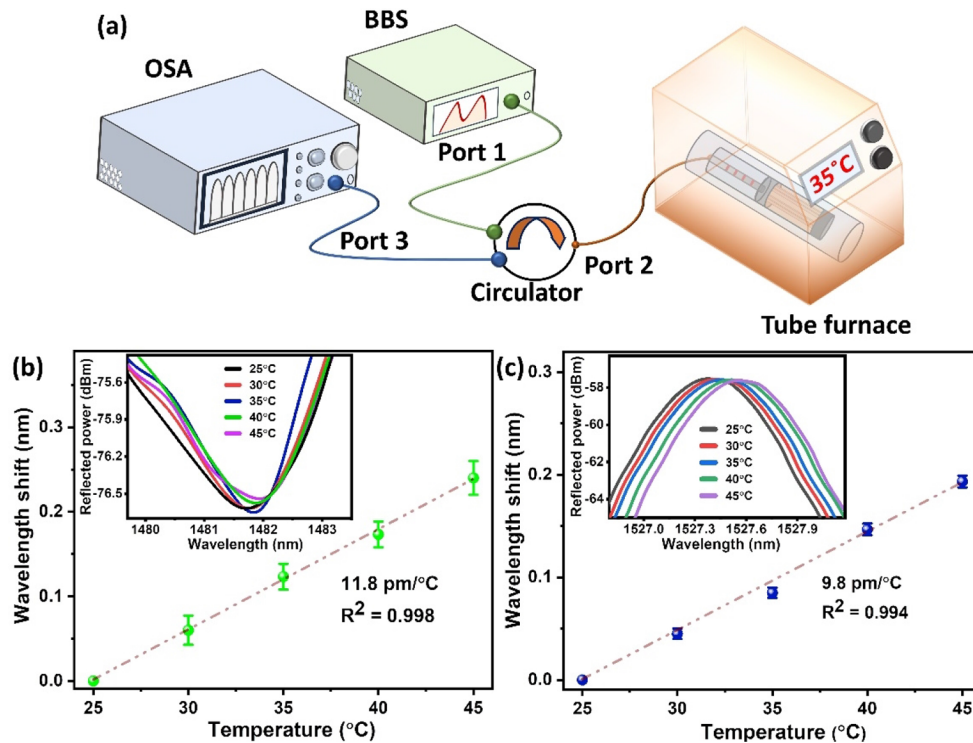 (a)
OSA
BBS
Port 1
35°C
Port 3
Port 2
Circulator
Tube furnace
(b)
Wavelength shift (nm)
0.3
0.2
0.1
0.0
25 30 35 40 45
Temperature (°C)
Reflected power (dBm)
-75.6
-75.9
-76.2
-76.5
25°C
30°C
35°C
40°C
45°C
1480 1481 1482 1483
Wavelength (nm)
11.8 pm/°C
R² = 0.998
(c)
Wavelength shift (nm)
0.3
0.2
0.1
0.0
25 30 35 40 45
Temperature (°C)
Reflected power (dBm)
-58
-60
-62
-64
25°C
30°C
35°C
40°C
45°C
1527.0 1527.3 1527.6 1527.9
Wavelength (nm)
9.8 pm/°C
R² = 0.994